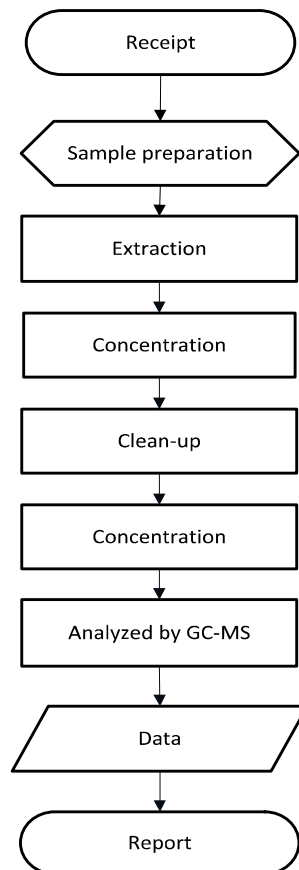 Receipt
Sample preparation
Extraction
Concentration
Clean-up
Concentration
Analyzed by GC-MS
Data
Report